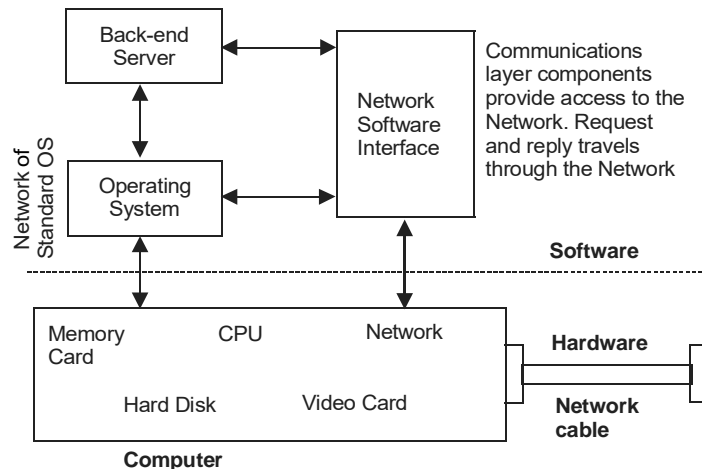 Back-end
Server
Network
Software
Interface
Communications
layer components
provide access to the
Network. Request
and reply travels
through the Network
Network of
Standard OS
Operating
System
Software
Memory
Card
CPU
Network
Hard Disk
Video Card
Computer
Hardware
Network
cable